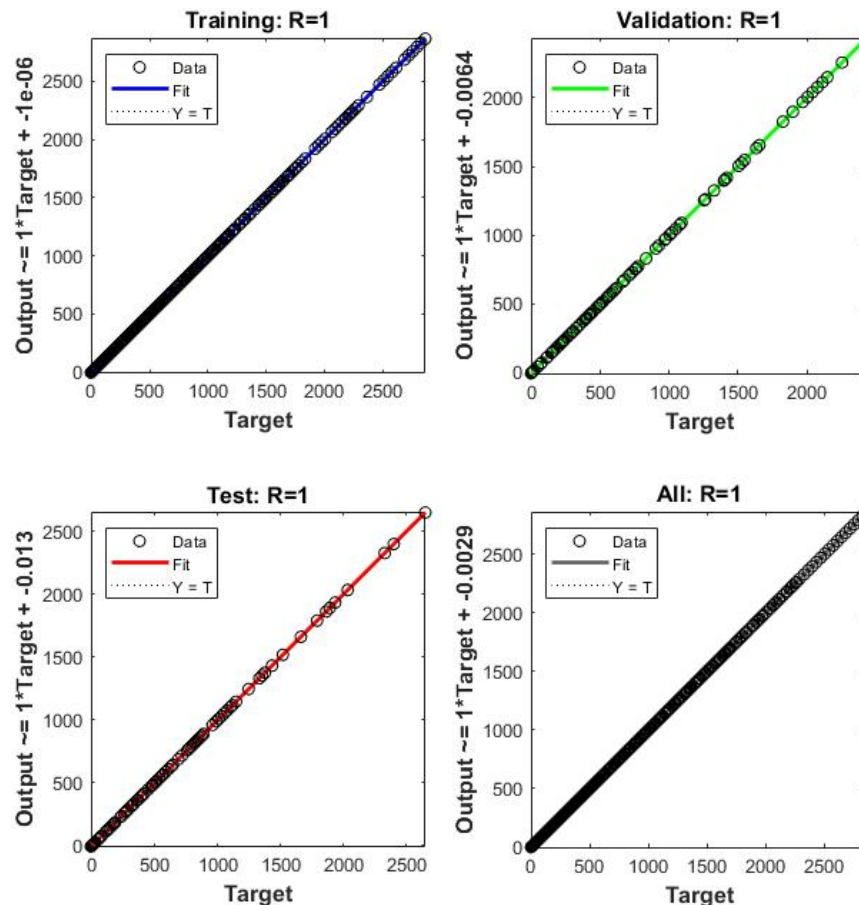 Training: R=1
Output ~= 1*Target + -1e-06
2500
2000
1500
1000
500
0
Data
Fit
Y = T
0 500 1000 1500 2000 2500
Target
Validation: R=1
Output ~= 1*Target + -0.0064
2000
1500
1000
500
0
Data
Fit
Y = T
0 500 1000 1500 2000
Target
Test: R=1
Output ~= 1*Target + -0.013
2500
2000
1500
1000
500
0
Data
Fit
Y = T
0 500 1000 1500 2000 2500
Target
All: R=1
Output ~= 1*Target + -0.0029
2500
2000
1500
1000
500
0
Data
Fit
Y = T
0 500 1000 1500 2000 2500
Target